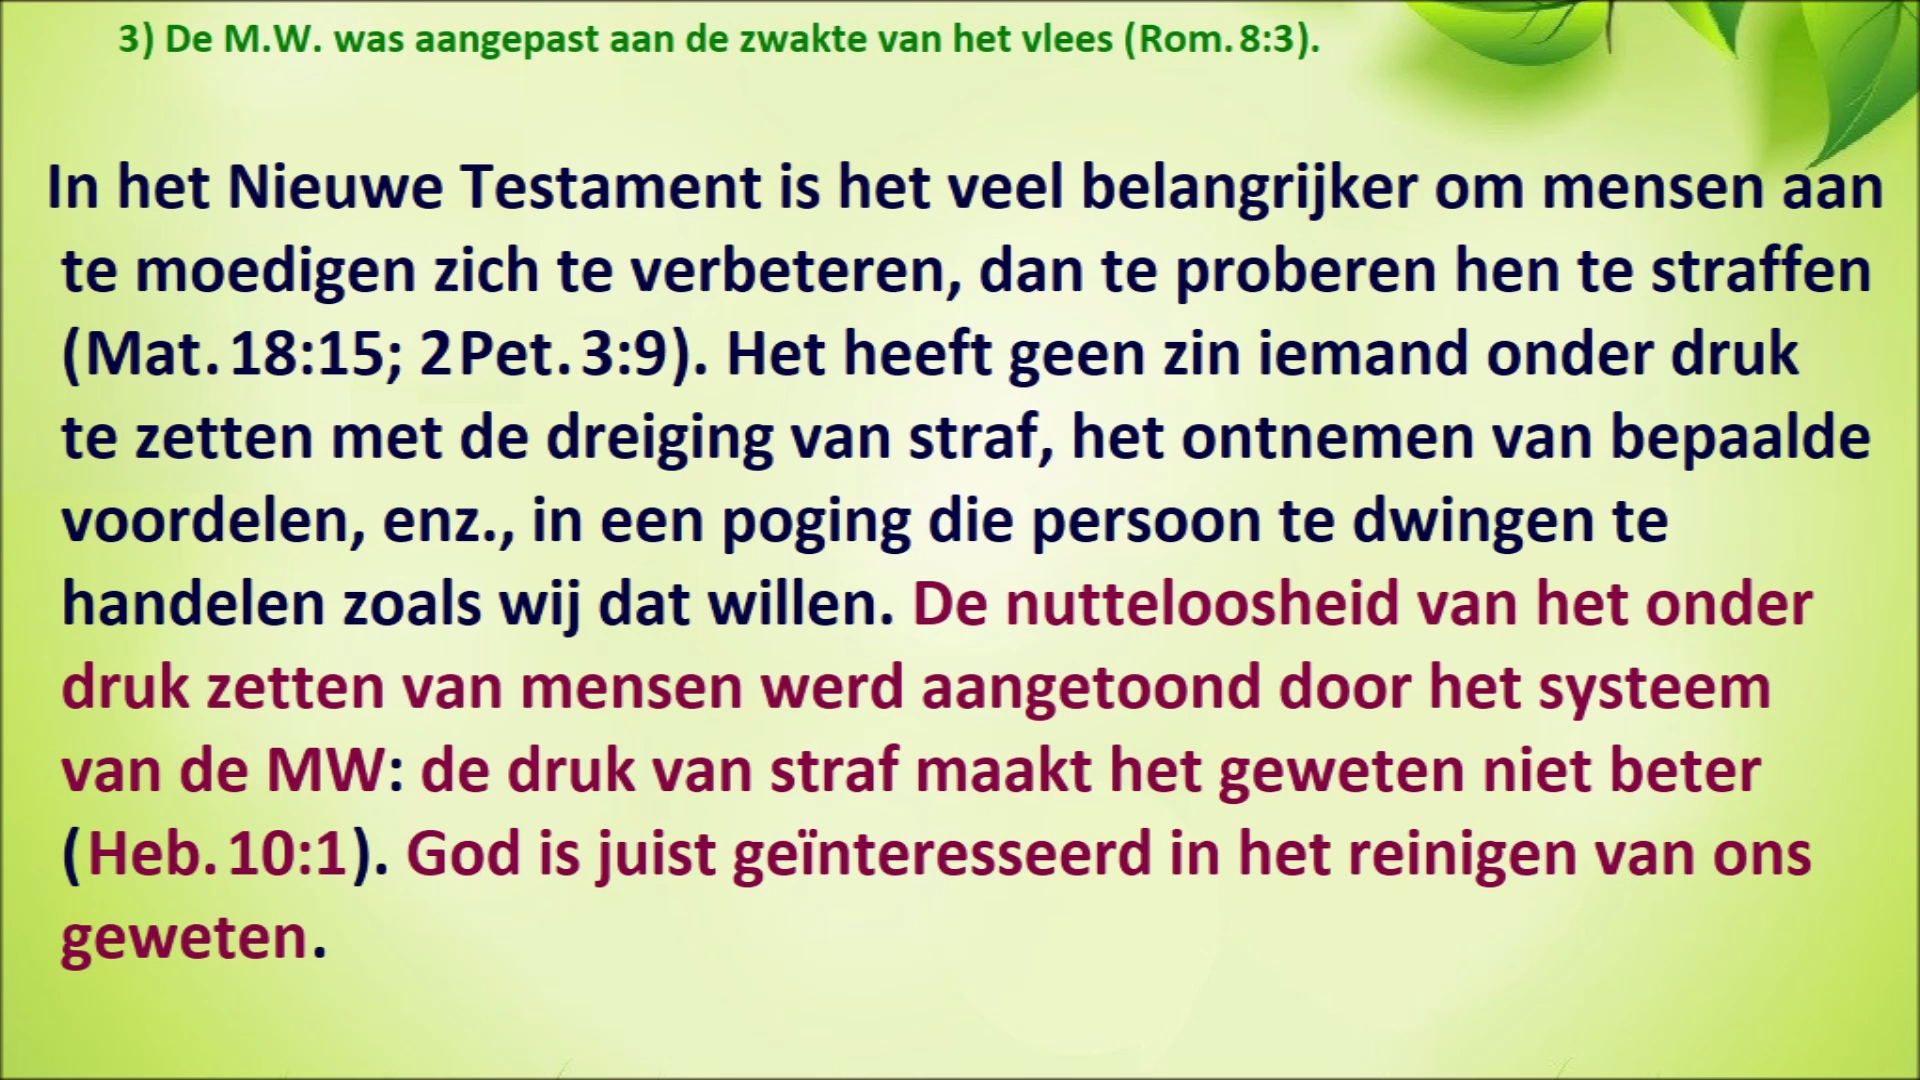 3) De M.W. was aangepast aan de zwakte van het vlees (Rom. 8:3).
In het Nieuwe Testament is het veel belangrijker om mensen aan
te moedigen zich te verbeteren, dan te proberen hen te straffen
(Mat. 18:15; 2 Pet. 3:9). Het heeft geen zin iemand onder druk
te zetten met de dreiging van straf, het ontnemen van bepaalde
voordelen, enz., in een poging die persoon te dwingen te
handelen zoals wij dat willen. De nutteloosheid van het onder
druk zetten van mensen werd aangetoond door het systeem
van de MW: de druk van straf maakt het geweten niet beter
(Heb. 10:1). God is juist geïnteresseerd in het reinigen van ons
geweten.